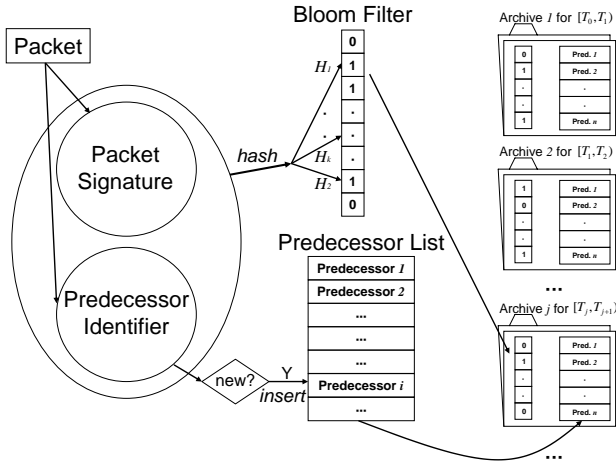 Packet
Packet
Signature
Predecessor
Identifier
hash
new?
Y
insert
Bloom Filter
H1
Hk
H2
0
1
1
.
.
.
1
0
Predecessor List
Predecessor 1
Predecessor 2
...
...
...
Predecessor i
...
Archive 1 for [T0,T1)
0 Pred. 1
1 Pred. 2
. .
. .
1 Pred. n
Archive 2 for [T1,T2)
1 Pred. 1
0 Pred. 2
. .
. .
1 Pred. n
...
Archive j for [Tj,Tj+1)
0 Pred. 1
1 Pred. 2
. .
. .
0 Pred. n
...